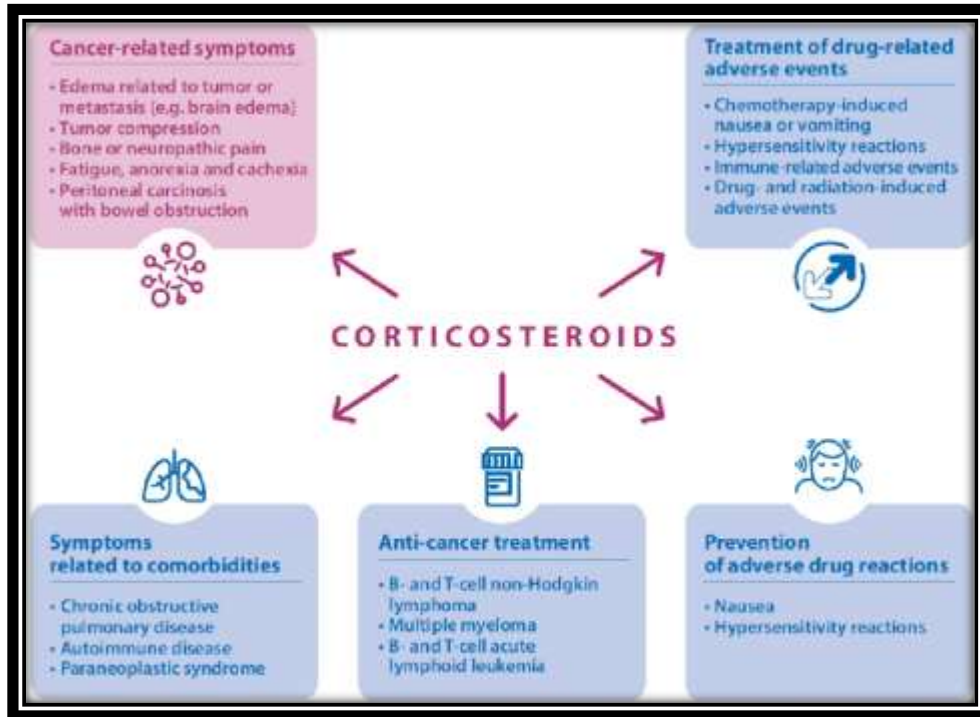 Cancer-related symptoms
• Edema related to tumor or
metastasis (e.g. brain edema)
• Tumor compression
• Bone or neuropathic pain
• Fatigue, anorexia and cachexia
• Peritoneal carcinosis
with bowel obstruction
Treatment of drug-related
adverse events
• Chemotherapy-induced
nausea or vomiting
• Hypersensitivity reactions
• Immune-related adverse events
• Drug- and radiation-induced
adverse events
CORTICOSTEROIDS
Symptoms
related to comorbidities
• Chronic obstructive
pulmonary disease
• Autoimmune disease
• Paraneoplastic syndrome
Anti-cancer treatment
• B- and T-cell non-Hodgkin
lymphoma
• Multiple myeloma
• B- and T-cell acute
lymphoid leukemia
Prevention
of adverse drug reactions
• Nausea
• Hypersensitivity reactions